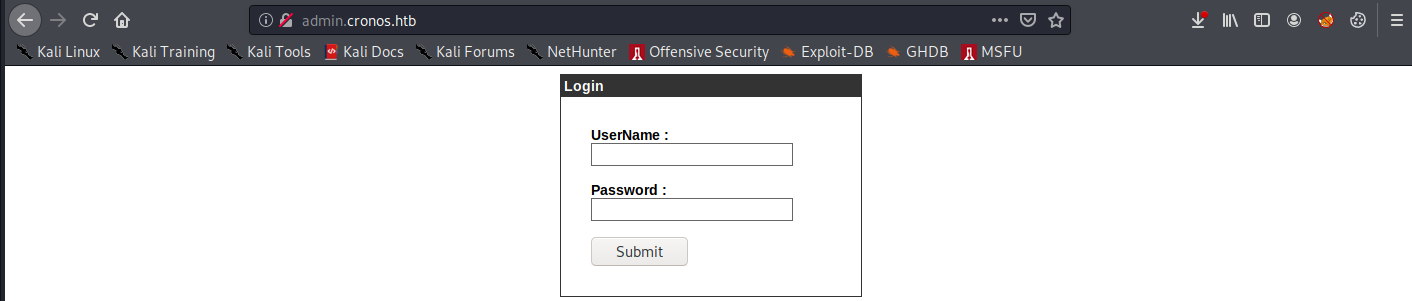 admin.cronos.htb
Kali Linux Kali Training Kali Tools Kali Docs Kali Forums NetHunter Offensive Security Exploit-DB GHDB MSFU
Login
UserName :
Password :
Submit